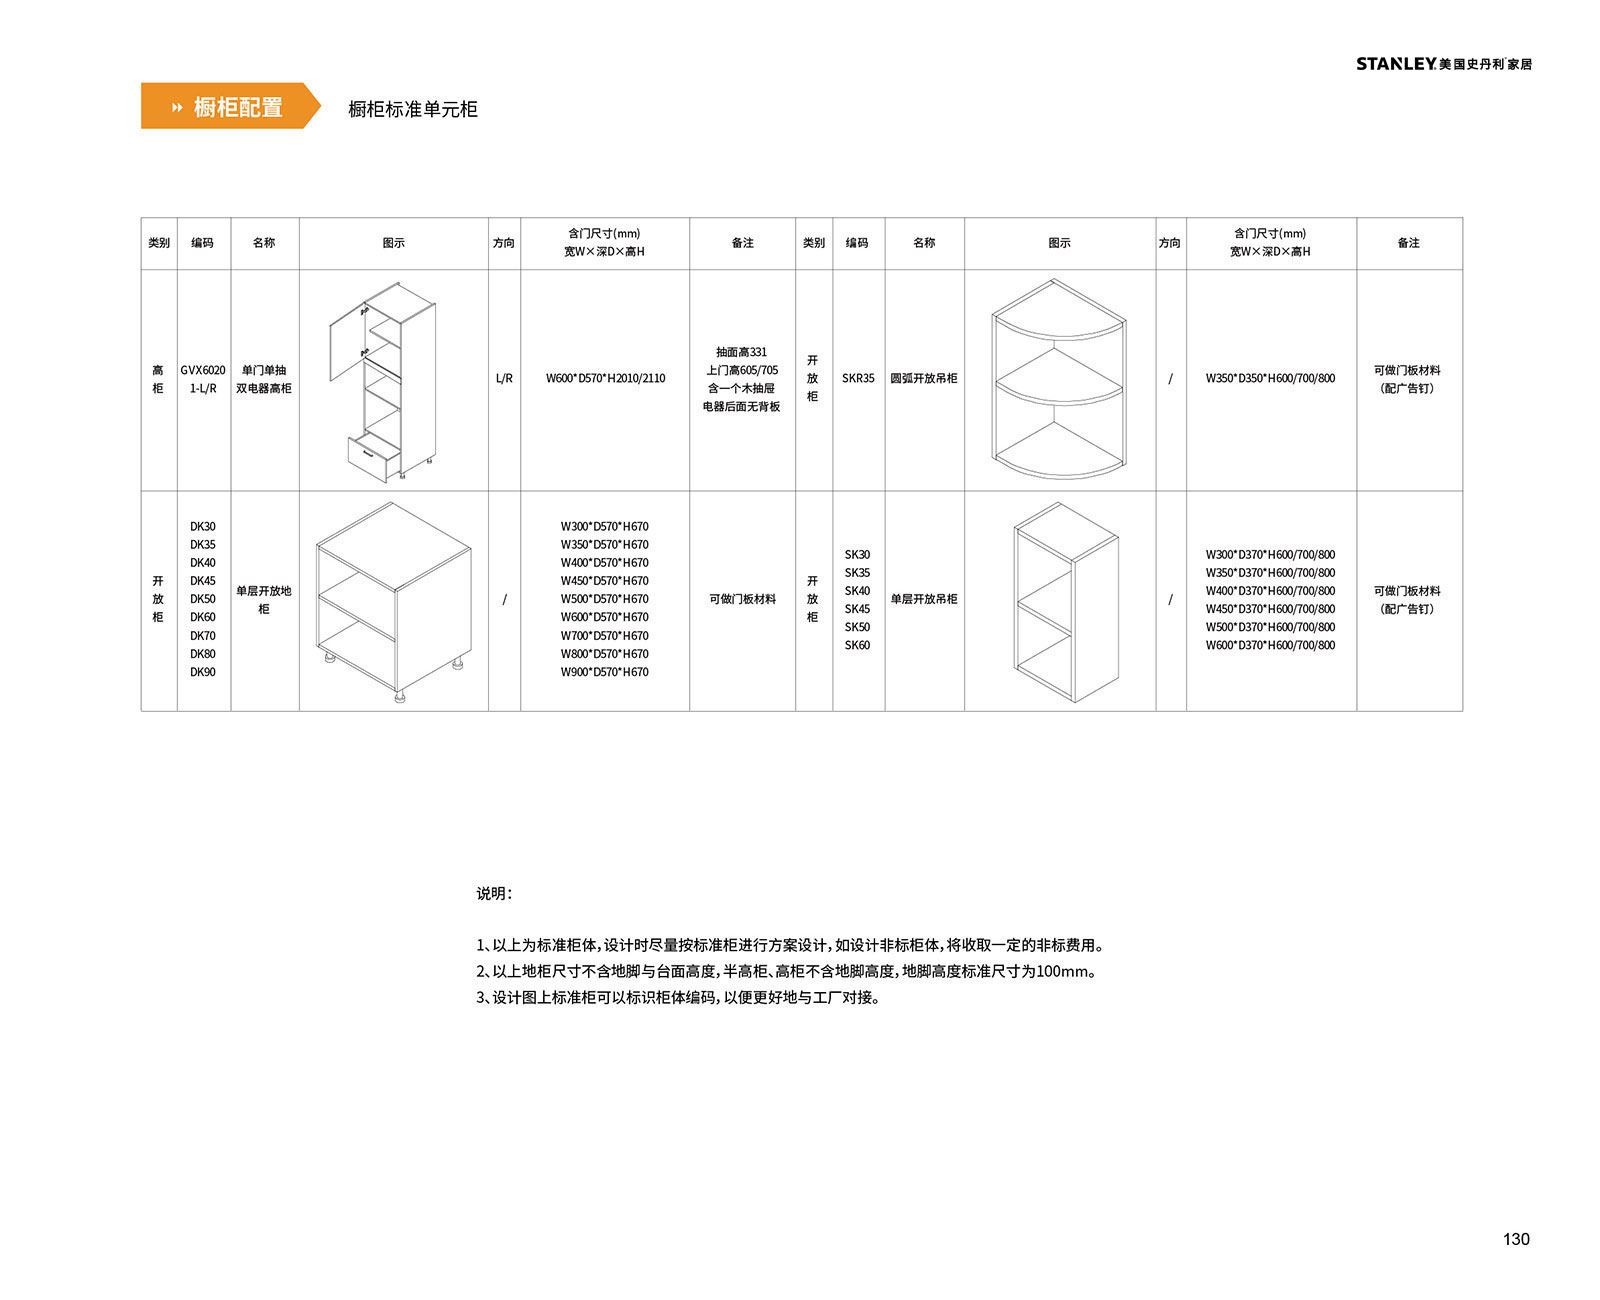 STANLEY.美国史丹利家居
橱柜配置
橱柜标准单元柜
类别 编码 名称 图示 方向 含门尺寸(mm) 备注 类别 编码 名称 图示 方向 含门尺寸(mm) 备注
宽W×深D×高H 宽W×深D×高H
高
柜
GVX6020
1-L/R
单门单抽
双电器高柜
L/R
W600*D570*H2010/2110
抽面高331
上门高605/705
含一个木抽屉
电器后面无背板
开
放
柜
SKR35
圆弧开放吊柜
/
W350*D350*H600/700/800
可做门板材料
（配广告钉）
开
放
柜
DK30
DK35
DK40
DK45
DK50
DK60
DK70
DK80
DK90
单层开放地
柜
/
W300*D570*H670
W350*D570*H670
W400*D570*H670
W450*D570*H670
W500*D570*H670
W600*D570*H670
W700*D570*H670
W800*D570*H670
W900*D570*H670
可做门板材料
开
放
柜
SK30
SK35
SK40
SK45
SK50
SK60
单层开放吊柜
/
W300*D370*H600/700/800
W350*D370*H600/700/800
W400*D370*H600/700/800
W450*D370*H600/700/800
W500*D370*H600/700/800
W600*D370*H600/700/800
可做门板材料
（配广告钉）
说明：
1、以上为标准柜体，设计时尽量按标准柜进行方案设计，如设计非标柜体，将收取一定的非标费用。
2、以上地柜尺寸不含地脚与台面高度，半高柜、高柜不含地脚高度，地脚高度标准尺寸为100mm。
3、设计图上标准柜可以标识柜体编码，以便更好地与工厂对接。
130